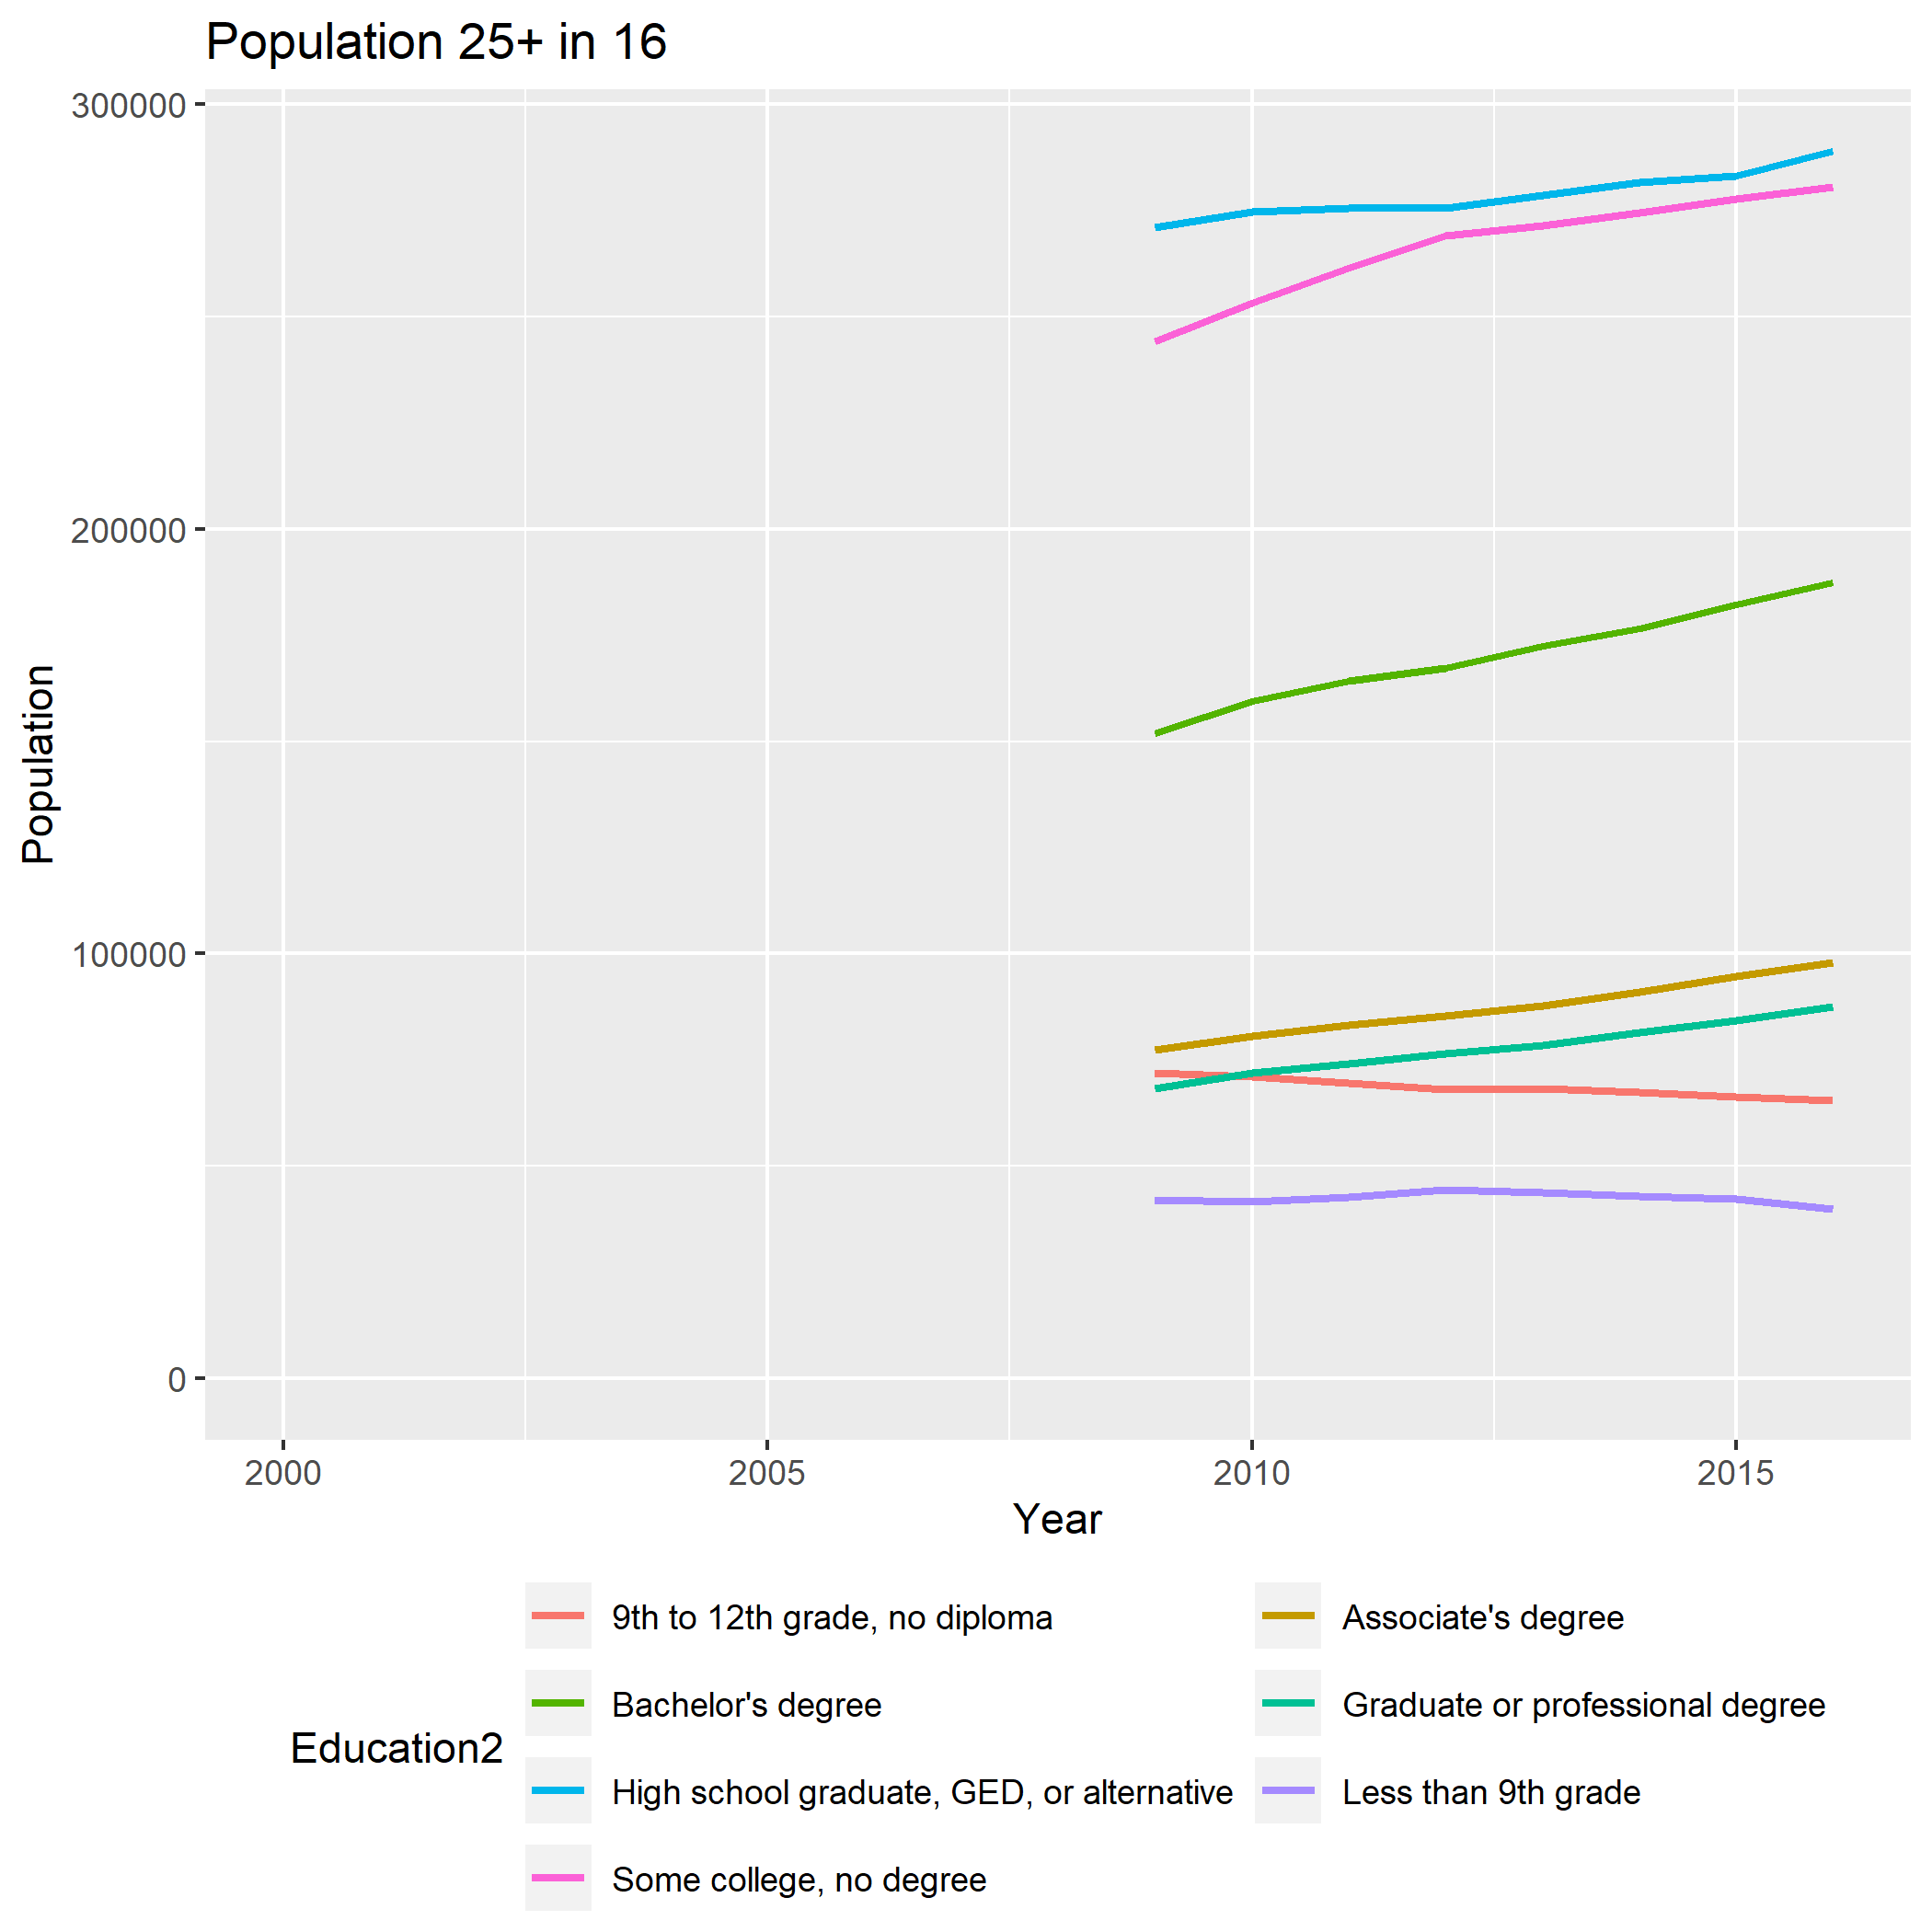 Population 25+ in 16
300000
200000
100000
0
Population
2000 2005 2010 2015
Year
Education2
9th to 12th grade, no diploma
Associate's degree
Bachelor's degree
Graduate or professional degree
High school graduate, GED, or alternative
Less than 9th grade
Some college, no degree